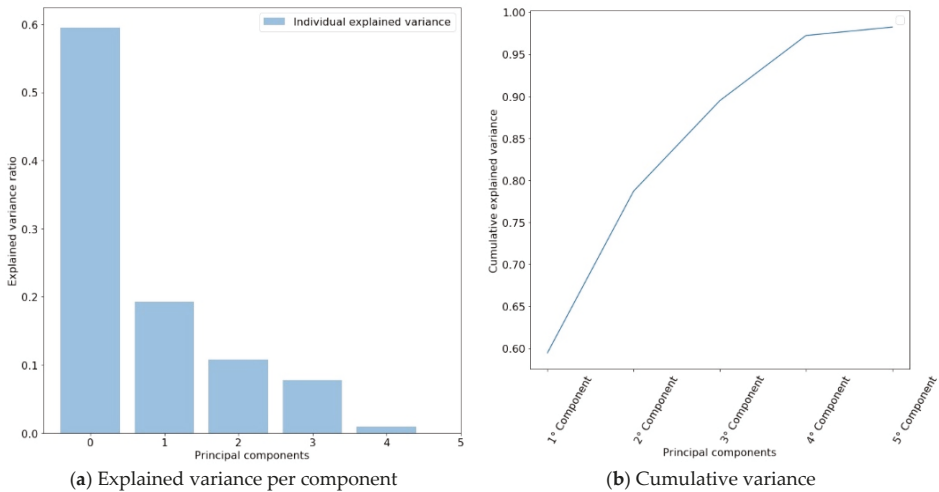 Individual explained variance
0.6
0.5
0.4
0.3
0.2
0.1
0.0
Explained variance ratio
0 1 2 3 4 5
Principal components
(a) Explained variance per component
1.00
0.95
0.90
0.85
0.80
0.75
0.70
0.65
0.60
Cumulative explained variance
1° Component
2° Component
3° Component
4° Component
5° Component
Principal components
(b) Cumulative variance